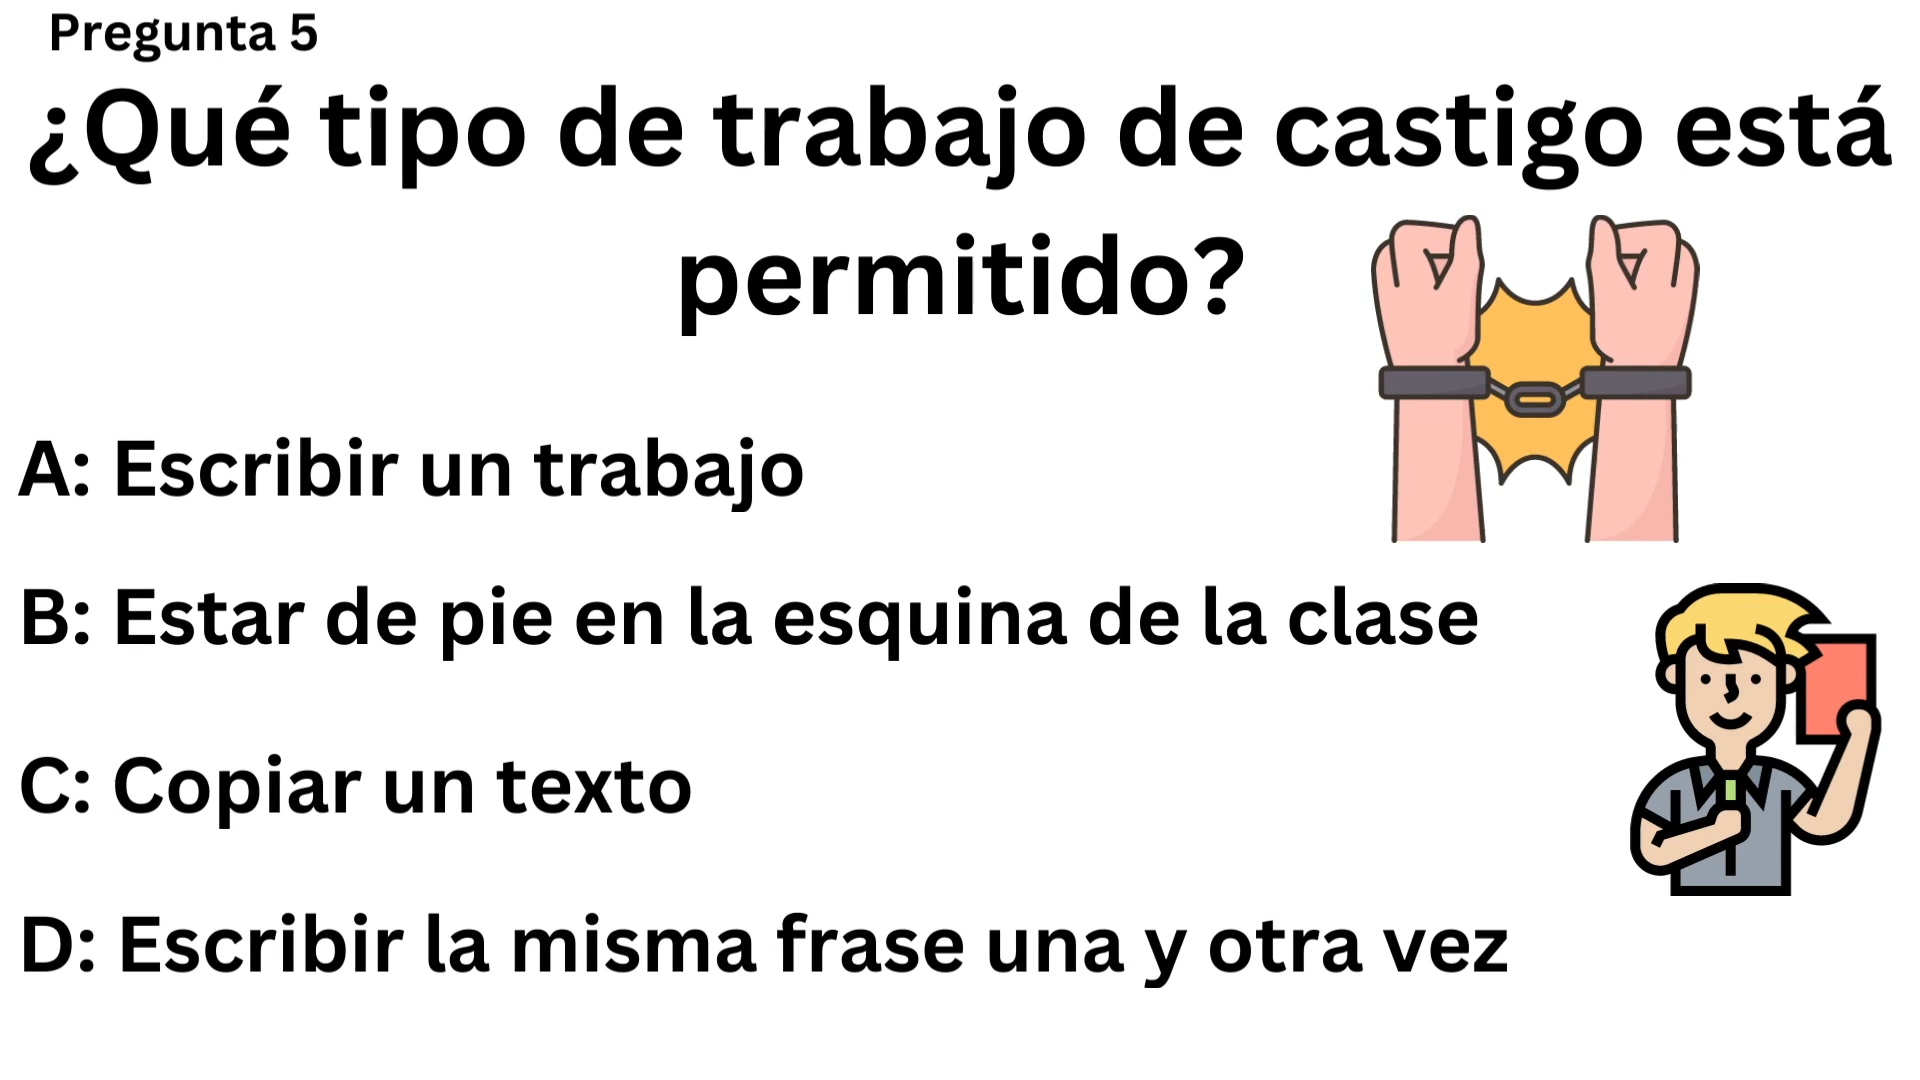 Pregunta 5
¿Qué tipo de trabajo de castigo está
permitido?
A: Escribir un trabajo
B: Estar de pie en la esquina de la clase
C: Copiar un texto
D: Escribir la misma frase una y otra vez